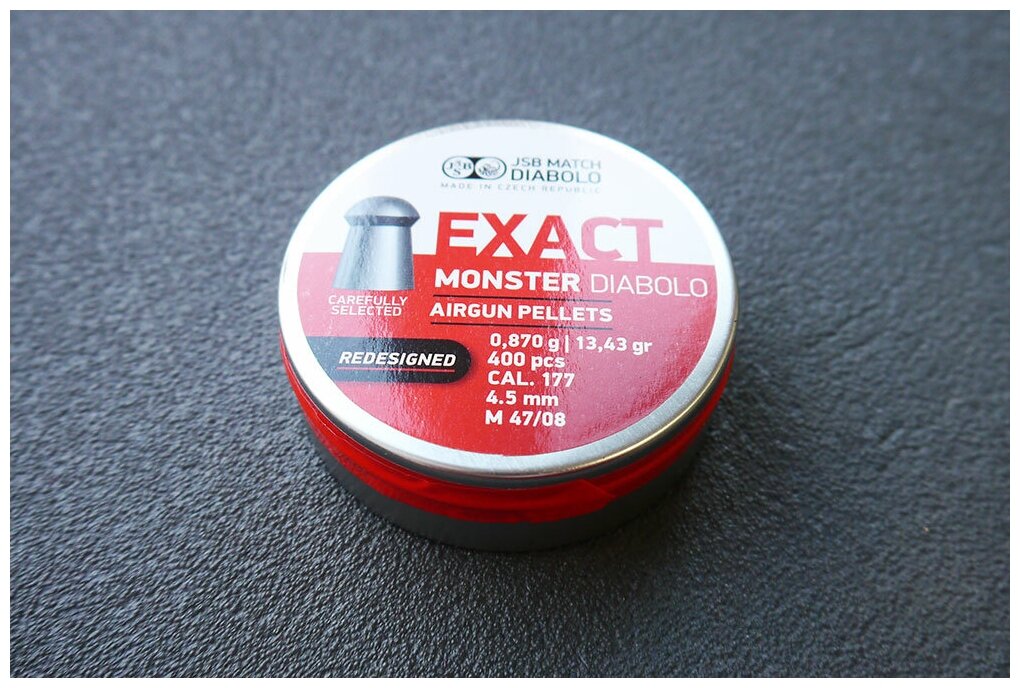 JSB
JSB MATCH
DIABOLO
MADE IN CZECH REPUBLIC
EXACT
MONSTER DIABOLO
CAREFULLY
SELECTED
AIRGUN PELLETS
REDESIGNED
0,870 g | 13,43 gr
400 pcs
CAL. 177
4.5 mm
M 47/08